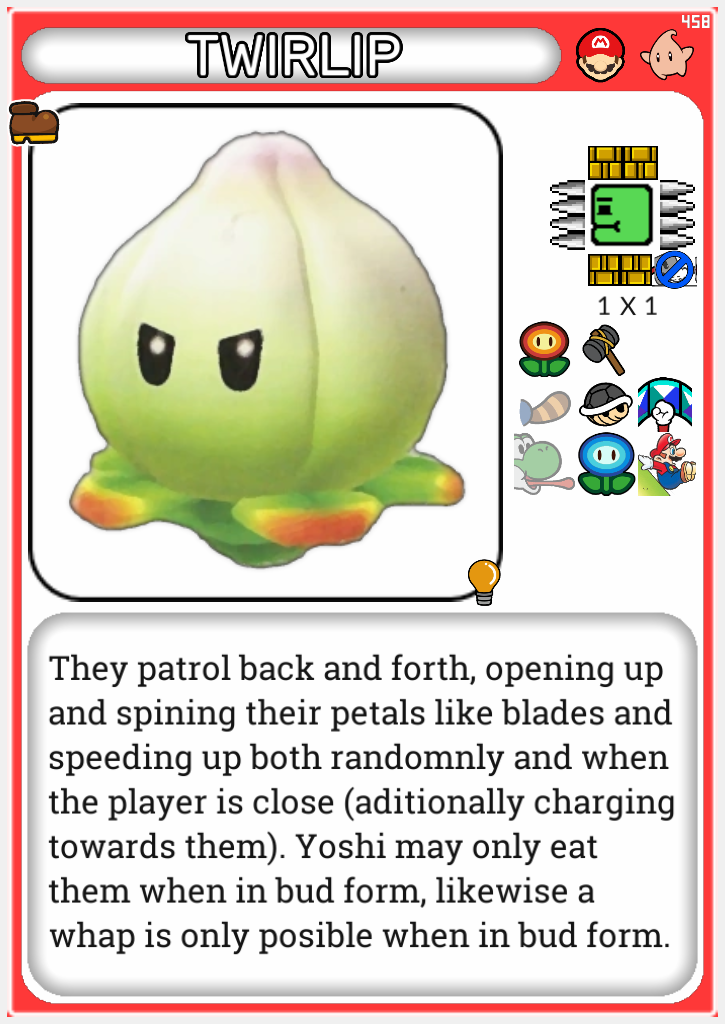 458
TWIRLIP
1 X 1
They patrol back and forth, opening up
and spining their petals like blades and
speeding up both randomnly and when
the player is close (aditionally charging
towards them). Yoshi may only eat
them when in bud form, likewise a
whap is only posible when in bud form.